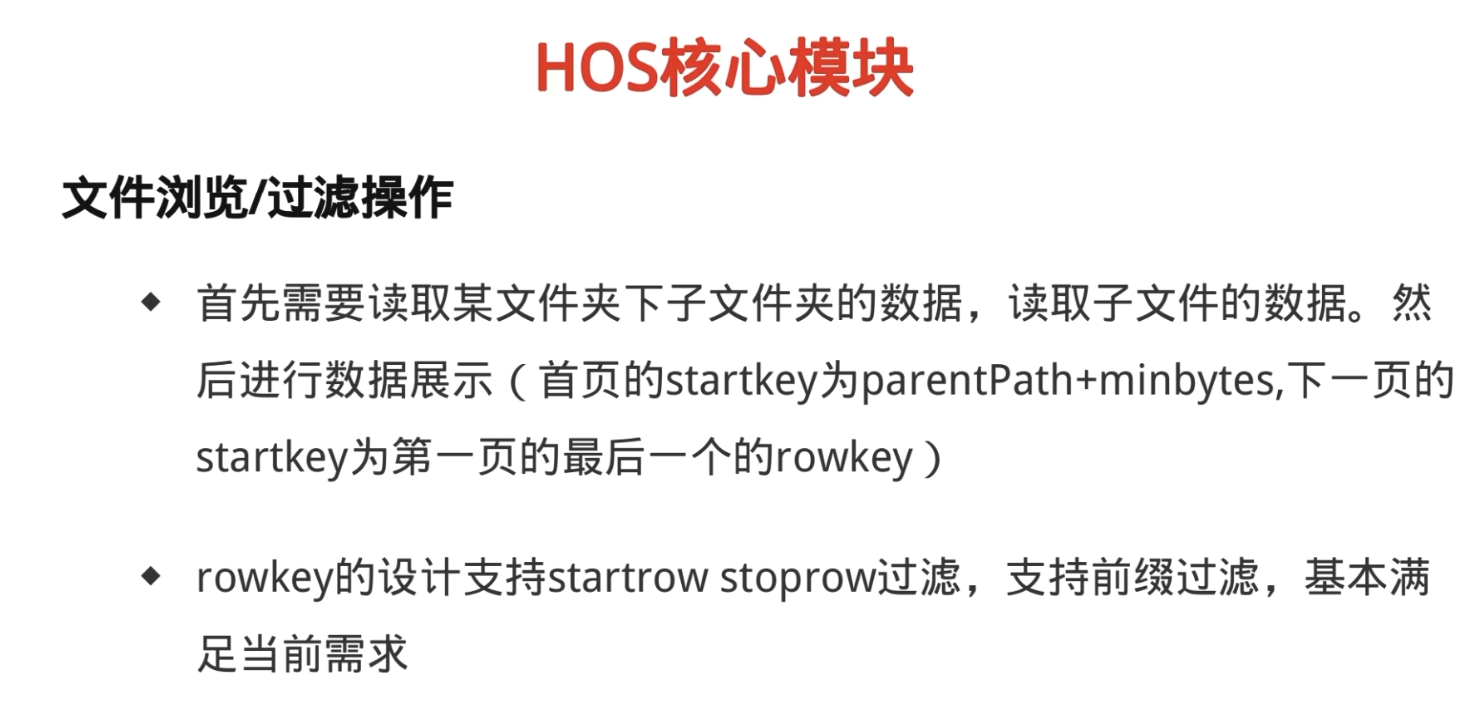 HOS核心模块
文件浏览/过滤操作
◆ 首先需要读取某文件夹下子文件夹的数据，读取子文件的数据。然
后进行数据展示（首页的startkey为parentPath+minbytes,下一页的
startkey为第一页的最后一个的rowkey）
◆ rowkey的设计支持startrow stoprow过滤，支持前缀过滤，基本满
足当前需求